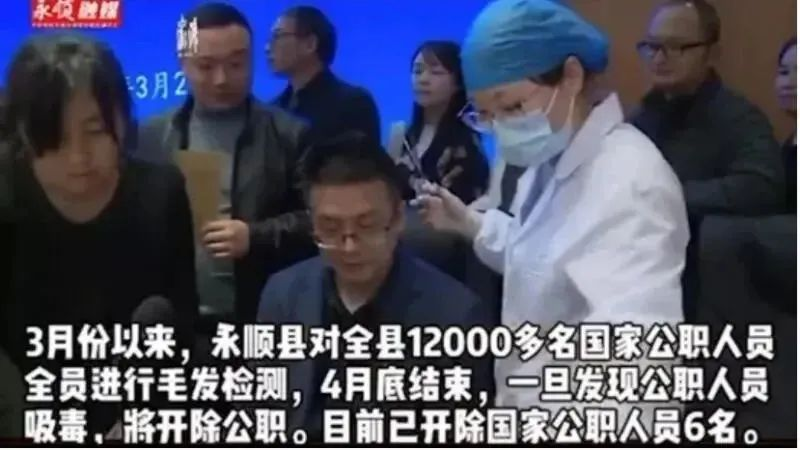 永顺融媒
3月2
3月份以来，永顺县对全县12000多名国家公职人员
全员进行毛发检测，4月底结束，一旦发现公职人员
吸毒，将开除公职。目前已开除国家公职人员6名。